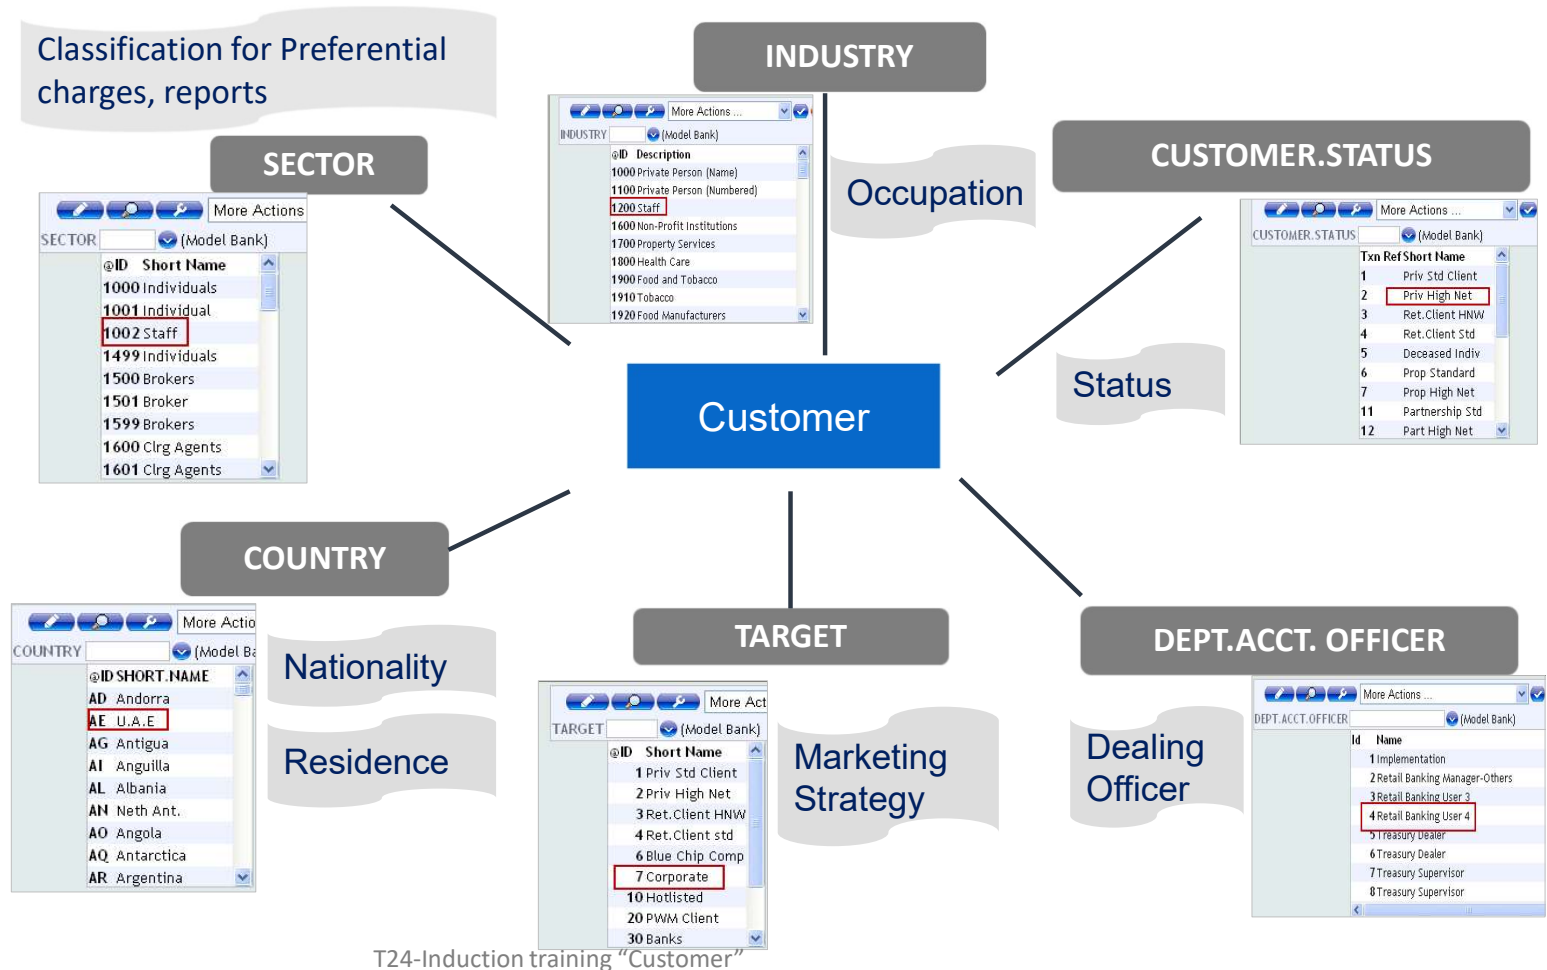 Classification for Preferential
charges, reports
INDUSTRY
More Actions ...
INDUSTRY (Model Bank)
@ID Description
1000 Private Person (Name)
1100 Private Person (Numbered)
1200 Staff
1600 Non-Profit Institutions
1700 Property Services
1800 Health Care
1900 Food and Tobacco
1910 Tobacco
1920 Food Manufacturers
Occupation
SECTOR
More Actions
SECTOR (Model Bank)
@ID Short Name
1000 Individuals
1001 Individual
1002 Staff
1499 Individuals
1500 Brokers
1501 Broker
1599 Brokers
1600 Clrg Agents
1601 Clrg Agents
CUSTOMER.STATUS
More Actions ...
CUSTOMER.STATUS (Model Bank)
Txn Ref Short Name
1 Priv Std Client
2 Priv High Net
3 Ret.Client HNW
4 Ret.Client Std
5 Deceased Indiv
6 Prop Standard
7 Prop High Net
11 Partnership Std
12 Part High Net
Status
Customer
COUNTRY
More Actio
COUNTRY (Model Ba
@ID SHORT.NAME
AD Andorra
AE U.A.E
AG Antigua
AI Anguilla
AL Albania
AN Neth Ant.
AO Angola
AQ Antarctica
AR Argentina
Nationality
Residence
TARGET
More Act
TARGET (Model Bank)
@ID Short Name
1 Priv Std Client
2 Priv High Net
3 Ret.Client HNW
4 Ret.Client std
6 Blue Chip Comp
7 Corporate
10 Hotlisted
20 PWM Client
30 Banks
Marketing
Strategy
DEPT.ACCT. OFFICER
More Actions ...
DEPT.ACCT.OFFICER (Model Bank)
Id Name
1 Implementation
2 Retail Banking Manager-Others
3 Retail Banking User 3
4 Retail Banking User 4
5 Treasury Dealer
6 Treasury Dealer
7 Treasury Supervisor
8 Treasury Supervisor
Dealing
Officer
T24-Induction training “Customer”